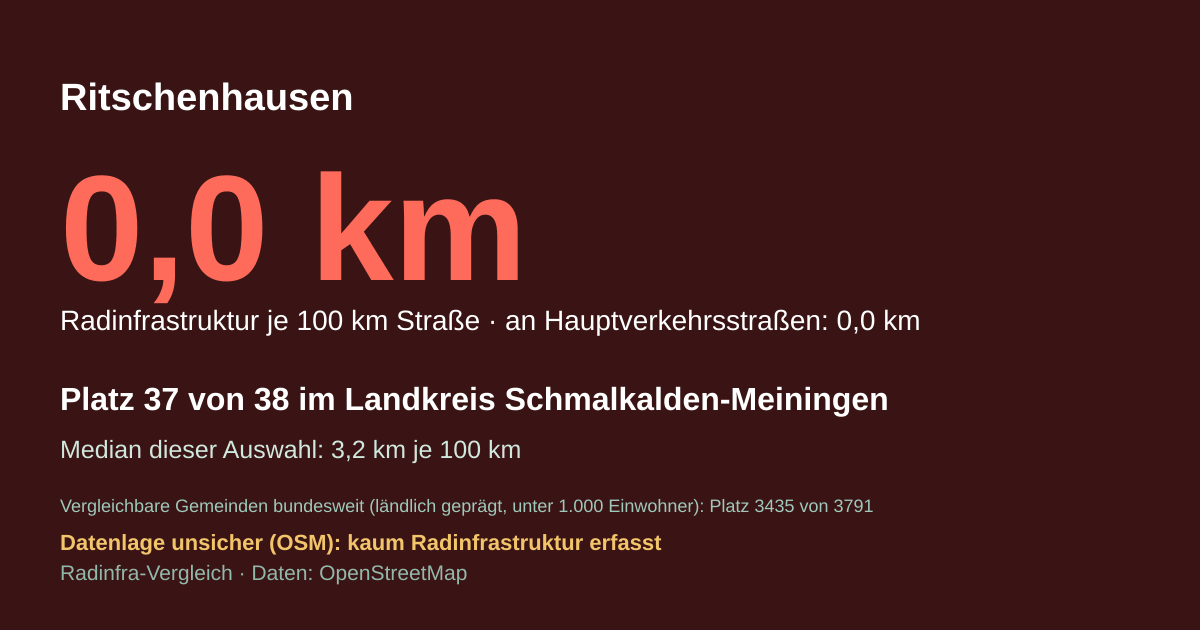 Ritschenhausen
0,0 km
Radinfrastruktur je 100 km Straße · an Hauptverkehrsstraßen: 0,0 km
Platz 37 von 38 im Landkreis Schmalkalden-Meiningen
Median dieser Auswahl: 3,2 km je 100 km
Vergleichbare Gemeinden bundesweit (ländlich geprägt, unter 1.000 Einwohner): Platz 3435 von 3791
Datenlage unsicher (OSM): kaum Radinfrastruktur erfasst
Radinfra-Vergleich · Daten: OpenStreetMap